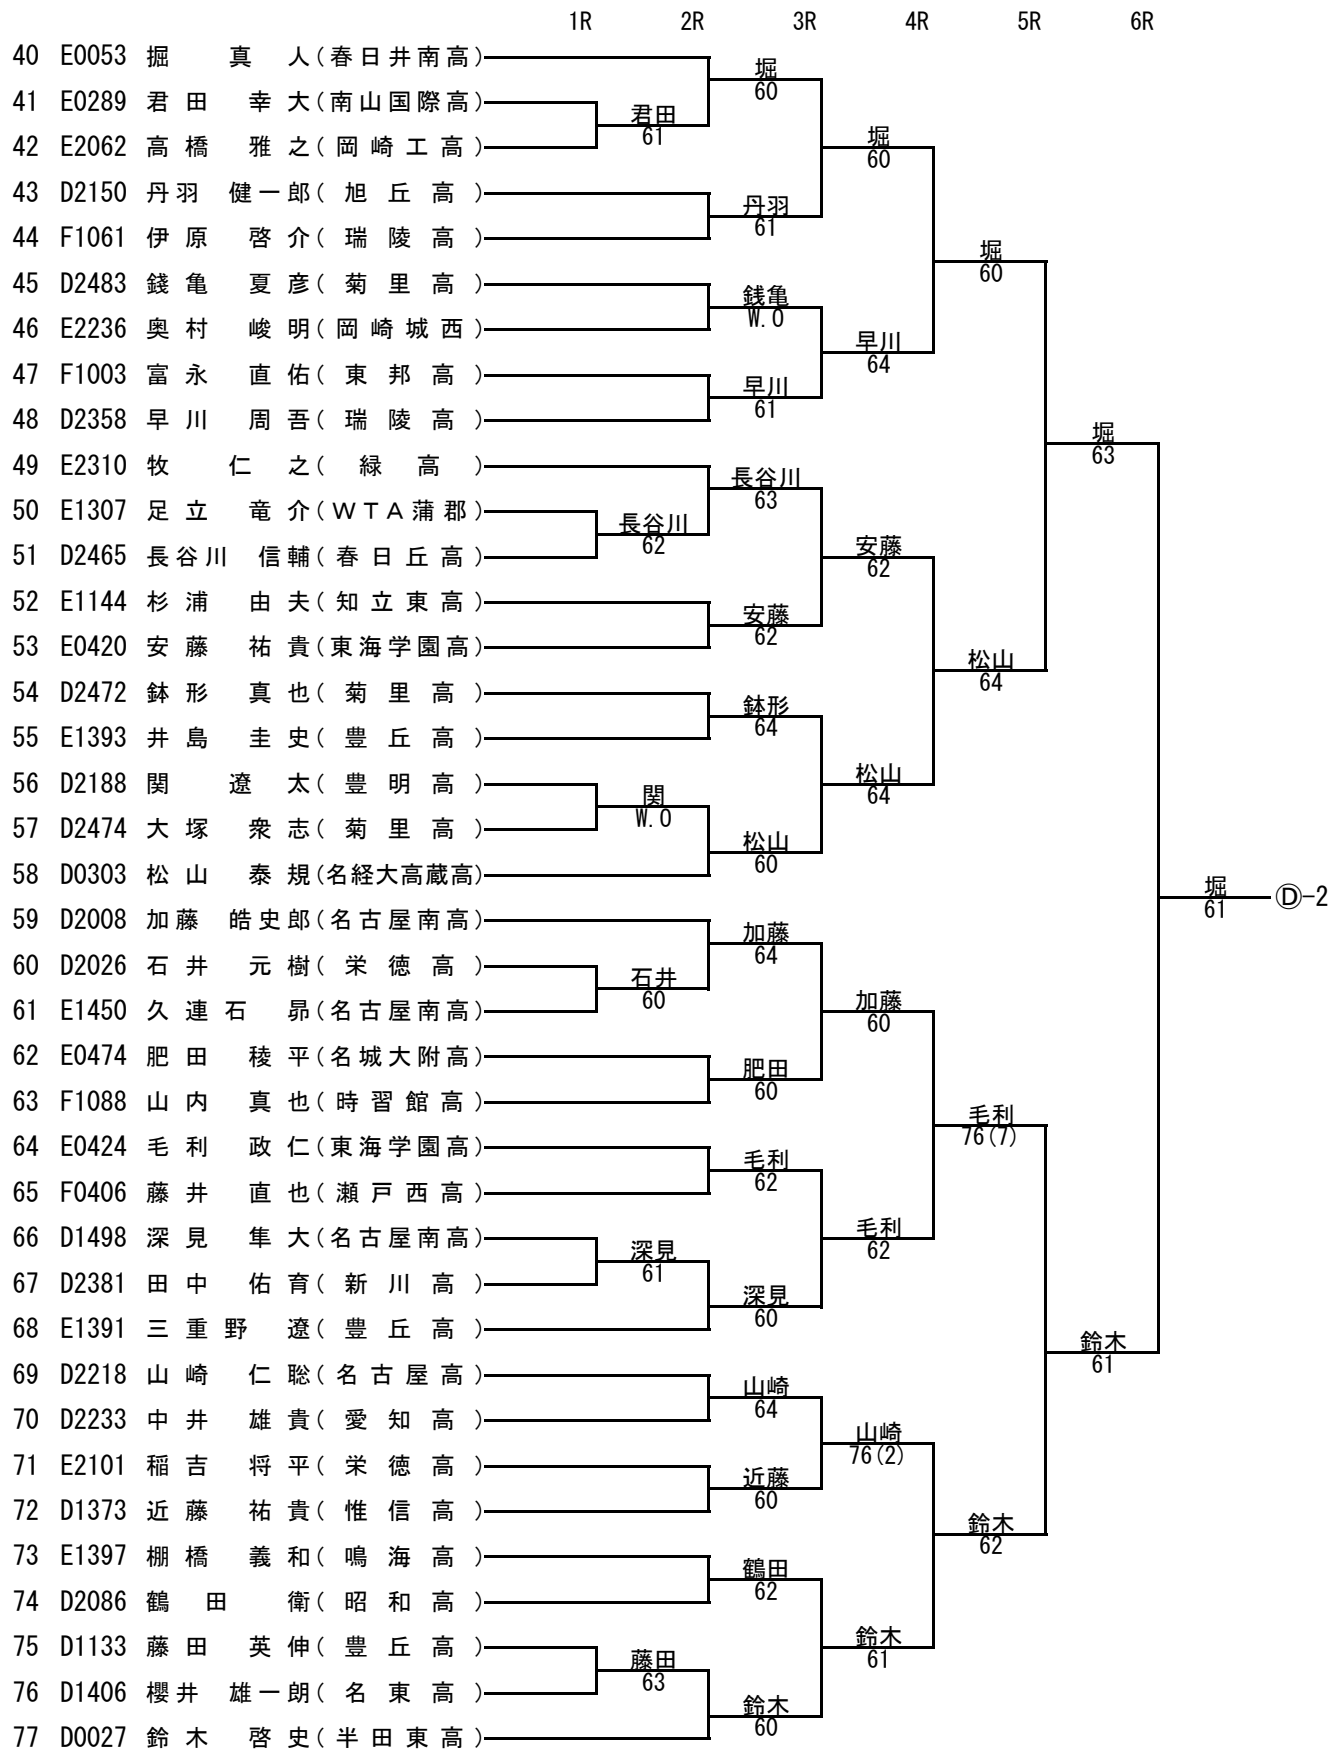 1R 2R 3R 4R 5R 6R
40 E0053 掘 真 人(春日井南高)
堀
60
41 E0289 君田 幸大(南山国際高)
君田
61
42 E2062 高橋 雅之(岡崎工高)
堀
60
43 D2150 丹羽 健一郎(旭丘高)
丹羽
61
44 F1061 伊原 啓介(瑞陵高)
堀
60
45 D2483 錢亀 夏彦(菊里高)
銭亀
W.O
46 E2236 奥村 峻明(岡崎城西)
早川
64
47 F1003 富永 直佑(東邦高)
早川
61
48 D2358 早川 周吾(瑞陵高)
堀
63
49 E2310 牧 仁之(緑高)
長谷川
63
50 E1307 足立 竜介(WTA蒲郡)
長谷川
62
51 D2465 長谷川 信輔(春日丘高)
安藤
62
52 E1144 杉浦 由夫(知立東高)
安藤
62
53 E0420 安藤 祐貴(東海学園高)
松山
64
54 D2472 鉢形 真也(菊里高)
鉢形
64
55 E1393 井島 圭史(豊丘高)
松山
64
56 D2188 関 遼太(豊明高)
関
W.O
57 D2474 大塚 衆志(菊里高)
松山
60
58 D0303 松山 泰規(名経大高蔵高)
堀
61
Ⓓ-2
59 D2008 加藤 皓史郎(名古屋南高)
加藤
64
60 D2026 石井 元樹(栄徳高)
石井
60
61 E1450 久連石 昴(名古屋南高)
加藤
60
62 E0474 肥田 稜平(名城大附高)
肥田
60
63 F1088 山内 真也(時習館高)
毛利
76(7)
64 E0424 毛利 政仁(東海学園高)
毛利
62
65 F0406 藤井 直也(瀬戸西高)
毛利
62
66 D1498 深見 隼大(名古屋南高)
深見
61
67 D2381 田中 佑育(新川高)
深見
60
68 E1391 三重野 遼(豊丘高)
鈴木
61
69 D2218 山崎 仁聡(名古屋高)
山崎
64
70 D2233 中井 雄貴(愛知高)
山崎
76(2)
71 E2101 稲吉 将平(栄徳高)
近藤
60
72 D1373 近藤 祐貴(惟信高)
鈴木
62
73 E1397 棚橋 義和(鳴海高)
鶴田
62
74 D2086 鶴田 衛(昭和高)
鈴木
61
75 D1133 藤田 英伸(豊丘高)
藤田
63
76 D1406 櫻井 雄一朗(名東高)
鈴木
60
77 D0027 鈴木 啓史(半田東高)